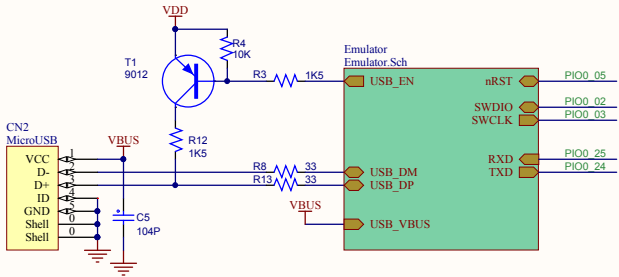 VDD
R4
10K
T1
9012
R3
1K5
Emulator
Emulator.Sch
USB_EN
nRST
PIO0_05
SWDIO
PIO0_02
SWCLK
PIO0_03
CN2
MicroUSB
VBUS
R12
1K5
RXD
PIO0_25
TXD
PIO0_24
VCC
1
D-
2
D+
3
ID
4
GND
5
Shell
0
Shell
0
R8
33
USB_DM
R13
33
USB_DP
VBUS
USB_VBUS
C5
104P